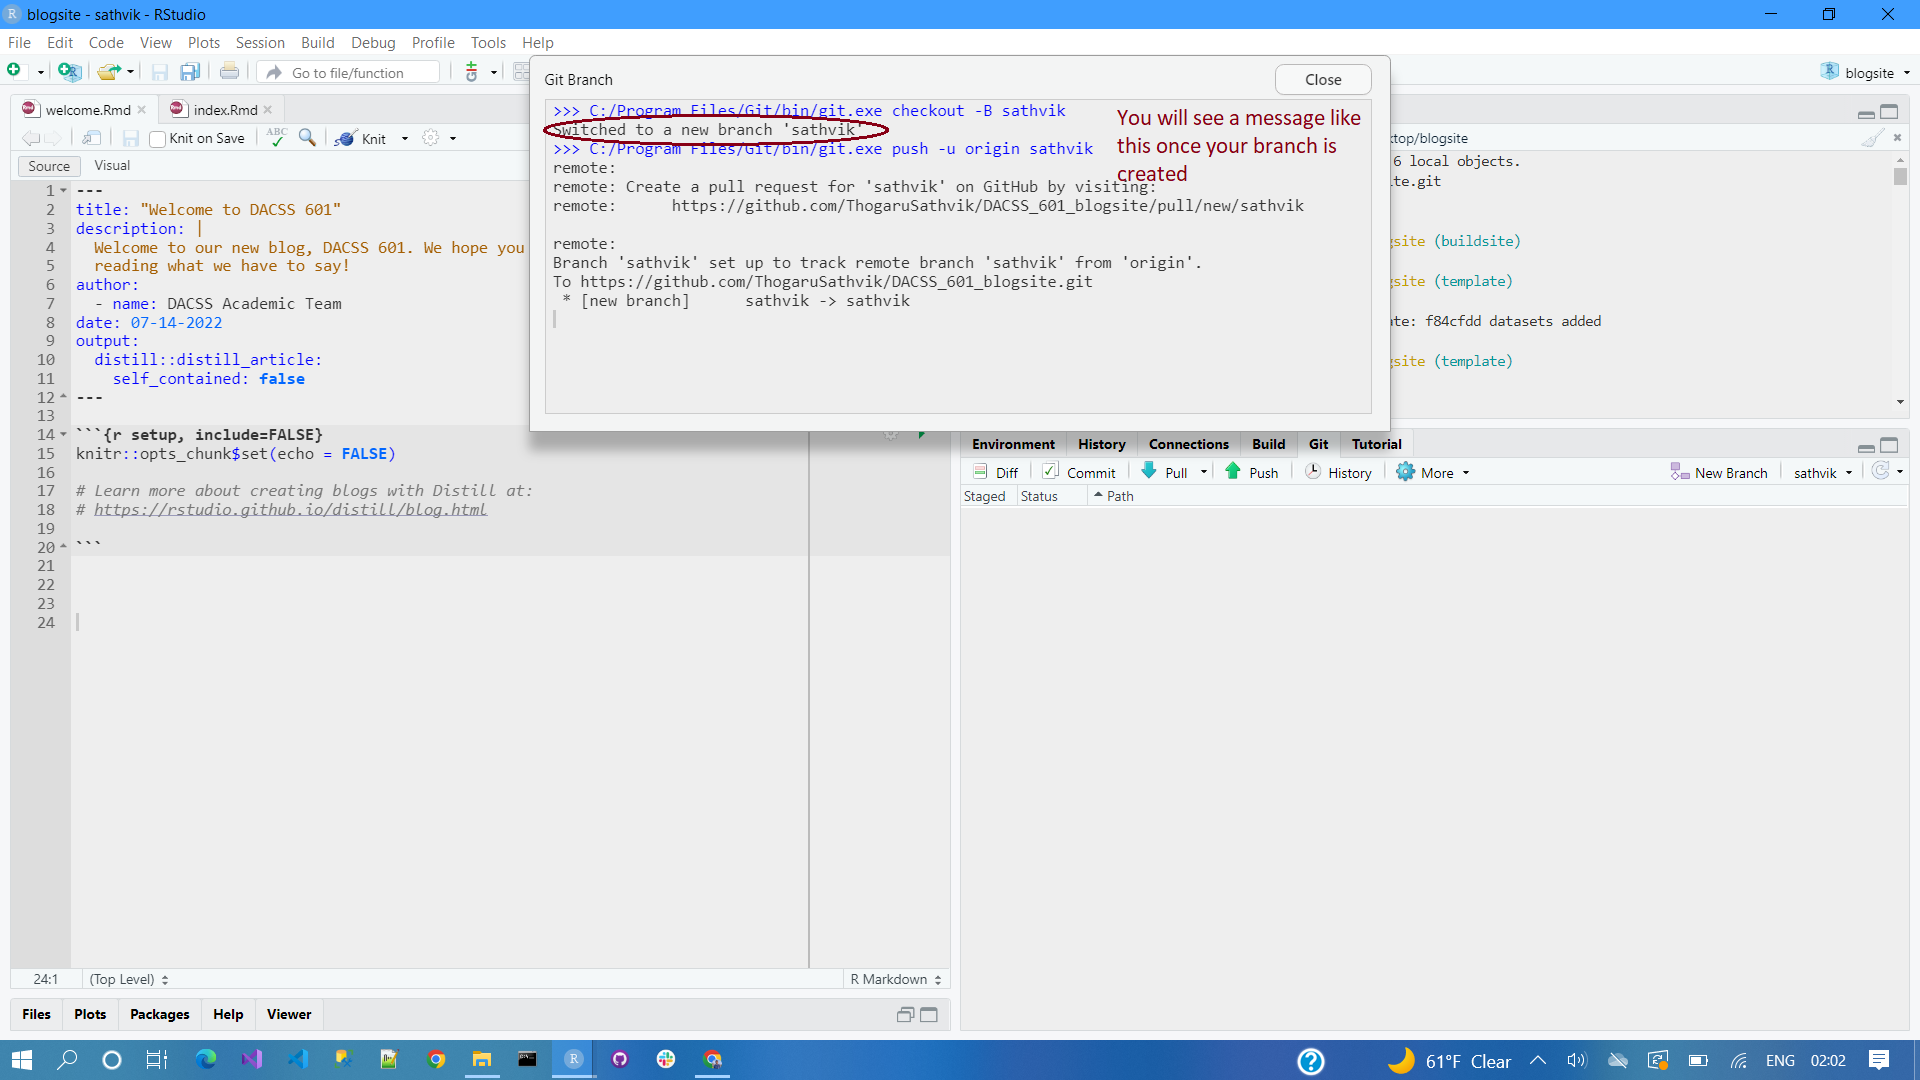 blogsite - sathvik - RStudio
File Edit Code View Plots Session Build Debug Profile Tools Help
Go to file/function
blogsite
Git Branch
Close
>>> C:/Program Files/Git/bin/git.exe checkout -B sathvik
Switched to a new branch 'sathvik'
>>> C:/Program Files/Git/bin/git.exe push -u origin sathvik
remote:
remote: Create a pull request for 'sathvik' on GitHub by visiting:
remote:      https://github.com/ThogaruSathvik/DACSS_601_blogsite/pull/new/sathvik
remote:
Branch 'sathvik' set up to track remote branch 'sathvik' from 'origin'.
To https://github.com/ThogaruSathvik/DACSS_601_blogsite.git
 * [new branch]      sathvik -> sathvik
You will see a message like
this once your branch is
created
welcome.Rmd index.Rmd
Knit on Save ABC Knit
Source Visual
1 ---
2 title: "Welcome to DACSS 601"
3 description: |
4   Welcome to our new blog, DACSS 601. We hope you
5   reading what we have to say!
6 author:
7   - name: DACSS Academic Team
8 date: 07-14-2022
9 output:
10   distill::distill_article:
11     self_contained: false
12 ---
13
14 ```{r setup, include=FALSE}
15 knitr::opts_chunk$set(echo = FALSE)
16
17 # Learn more about creating blogs with Distill at:
18 # https://rstudio.github.io/distill/blog.html
19
20 ```
21
22
23
24
24:1 (Top Level) R Markdown
Files Plots Packages Help Viewer
ktop/blogsite
6 local objects.
te.git
gsite (buildsite)
gsite (template)
ate: f84cfdd datasets added
gsite (template)
Environment History Connections Build Git Tutorial
Diff Commit Pull Push History More New Branch sathvik
Staged Status Path
61°F Clear ENG 02:02